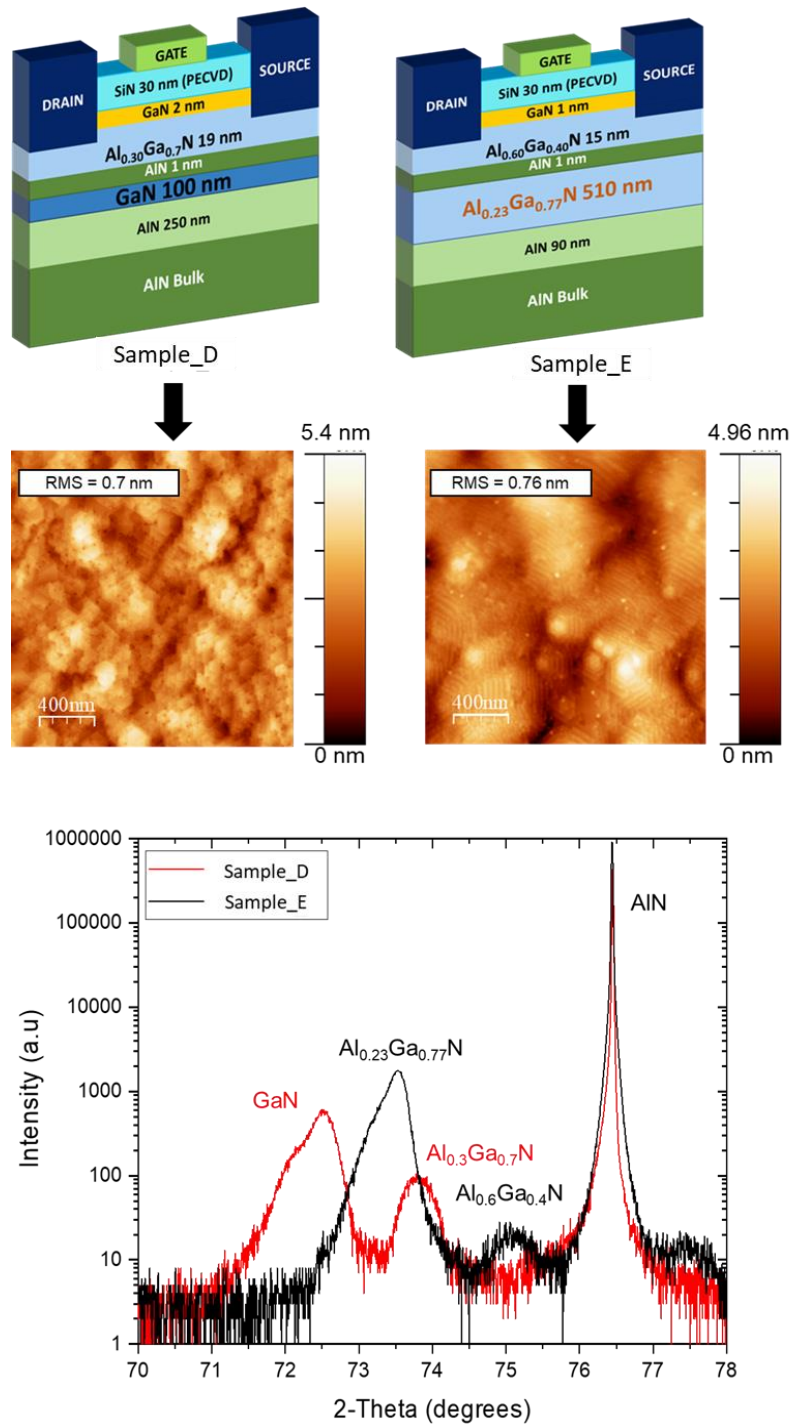 GATE
SiN 30 nm (PECVD)
GaN 2 nm
DRAIN
SOURCE
Al0.30Ga0.7N 19 nm
AlN 1 nm
GaN 100 nm
AlN 250 nm
AlN Bulk
Sample_D
GATE
SiN 30 nm (PECVD)
GaN 1 nm
DRAIN
SOURCE
Al0.60Ga0.40N 15 nm
AlN 1 nm
Al0.23Ga0.77N 510 nm
AlN 90 nm
AlN Bulk
Sample_E
5.4 nm
RMS = 0.7 nm
400nm
0 nm
4.96 nm
RMS = 0.76 nm
400nm
0 nm
1000000
100000
10000
1000
100
10
1
Intensity (a.u)
Sample_D
Sample_E
AlN
Al0.23Ga0.77N
GaN
Al0.3Ga0.7N
Al0.6Ga0.4N
70 71 72 73 74 75 76 77 78
2-Theta (degrees)